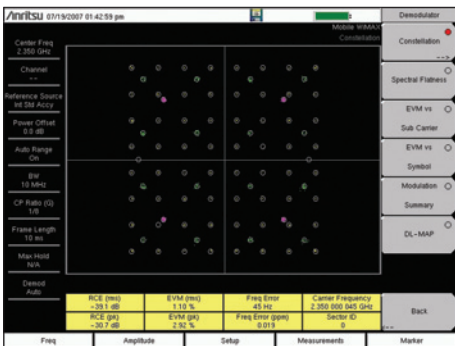 Anritsu 07/19/2007 01:42:59 pm
Mobile WiMAX
Constellation
Center Freq
2.350 GHz
Channel
--
Reference Source
Int Std Accy
Power Offset
0.0 dB
Auto Range
On
BW
10 MHz
CP Ratio (G)
1/8
Frame Length
10 ms
Max Hold
N/A
Demod
Auto
RCE (rms)
-39.1 dB
EVM (rms)
1.10 %
Freq Error
45 Hz
Carrier Frequency
2.350 000 045 GHz
RCE (pk)
-30.7 dB
EVM (pk)
2.92 %
Freq Error (ppm)
0.019
Sector ID
0
Demodulator
Constellation
-->
Spectral Flatness
EVM vs
Sub Carrier
EVM vs
Symbol
Modulation
Summary
DL-MAP
Back
<--
Freq
Amplitude
Setup
Measurements
Marker